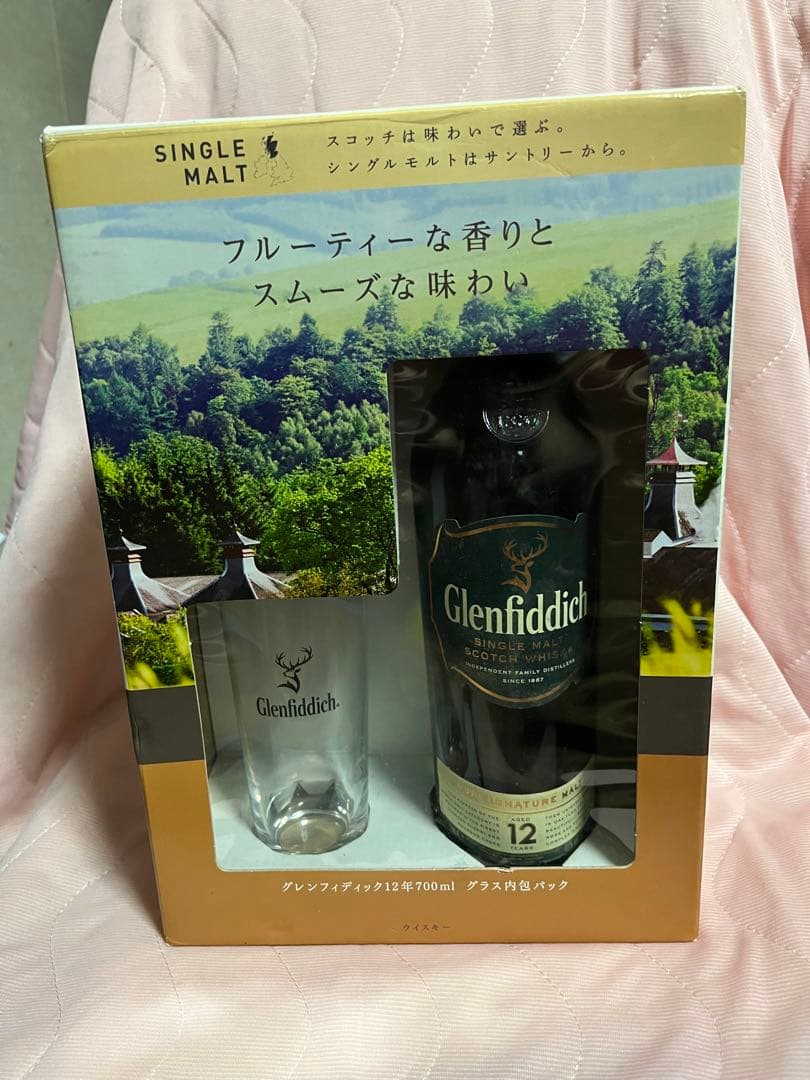 SINGLE
MALT
スコッチは味わいで選ぶ。
シングルモルトはサントリーから。
フルーティーな香りと
スムーズな味わい
Glenfiddich
SINGLE MALT
SCOTCH WHISKY
INDEPENDENT FAMILY DISTILLERS
SINCE 1887
Glenfiddich
SIGNATURE MALT
AGED
12
YEARS
グレンフィディック12年700ml グラス内包パック
ウイスキー